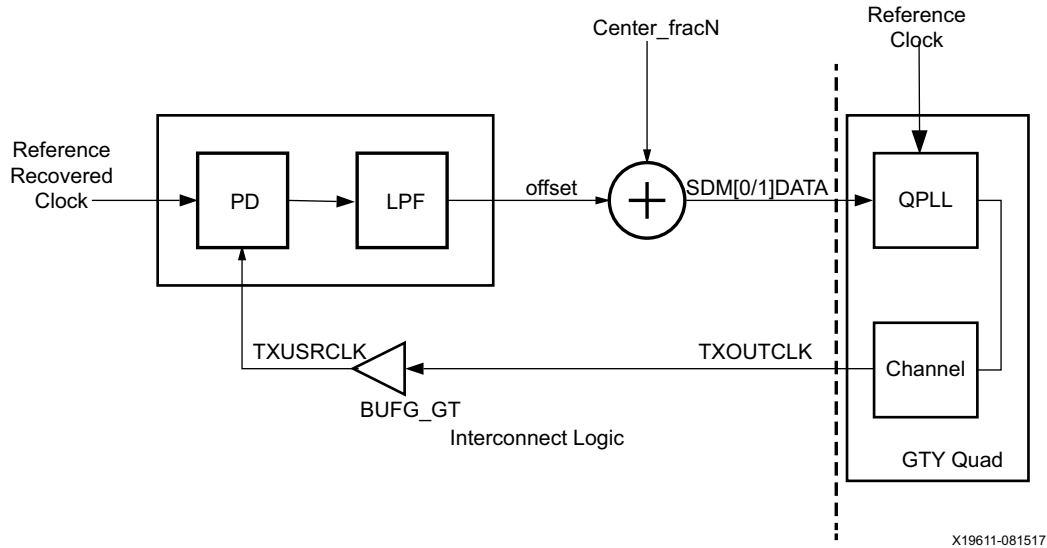 Center_fracN
Reference
Clock
Reference
Recovered
Clock
PD
LPF
offset
SDM[0/1]DATA
QPLL
TXUSRCLK
TXOUTCLK
Channel
BUFG_GT
Interconnect Logic
GTY Quad
X19611-081517